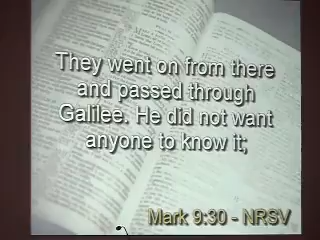 They went on from there
and passed through
Galilee. He did not want
anyone to know it;
Mark 9:30 - NRSV